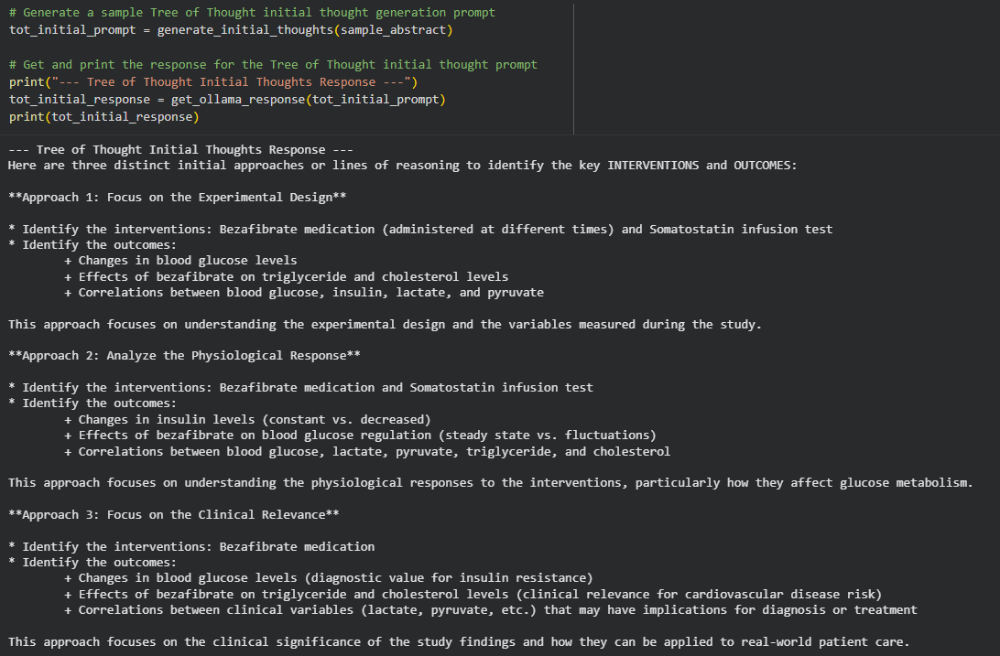 # Generate a sample Tree of Thought initial thought generation prompt
tot_initial_prompt = generate_initial_thoughts(sample_abstract)
# Get and print the response for the Tree of Thought initial thought prompt
print("--- Tree of Thought Initial Thoughts Response ---")
tot_initial_response = get_ollama_response(tot_initial_prompt)
print(tot_initial_response)
--- Tree of Thought Initial Thoughts Response ---
Here are three distinct initial approaches or lines of reasoning to identify the key INTERVENTIONS and OUTCOMES:
**Approach 1: Focus on the Experimental Design**
* Identify the interventions: Bezafibrate medication (administered at different times) and Somatostatin infusion test
* Identify the outcomes:
+ Changes in blood glucose levels
+ Effects of bezafibrate on triglyceride and cholesterol levels
+ Correlations between blood glucose, insulin, lactate, and pyruvate
This approach focuses on understanding the experimental design and the variables measured during the study.
**Approach 2: Analyze the Physiological Response**
* Identify the interventions: Bezafibrate medication and Somatostatin infusion test
* Identify the outcomes:
+ Changes in insulin levels (constant vs. decreased)
+ Effects of bezafibrate on blood glucose regulation (steady state vs. fluctuations)
+ Correlations between blood glucose, lactate, pyruvate, triglyceride, and cholesterol
This approach focuses on understanding the physiological responses to the interventions, particularly how they affect glucose metabolism.
**Approach 3: Focus on the Clinical Relevance**
* Identify the interventions: Bezafibrate medication
* Identify the outcomes:
+ Changes in blood glucose levels (diagnostic value for insulin resistance)
+ Effects of bezafibrate on triglyceride and cholesterol levels (clinical relevance for cardiovascular disease risk)
+ Correlations between clinical variables (lactate, pyruvate, etc.) that may have implications for diagnosis or treatment
This approach focuses on the clinical significance of the study findings and how they can be applied to real-world patient care.